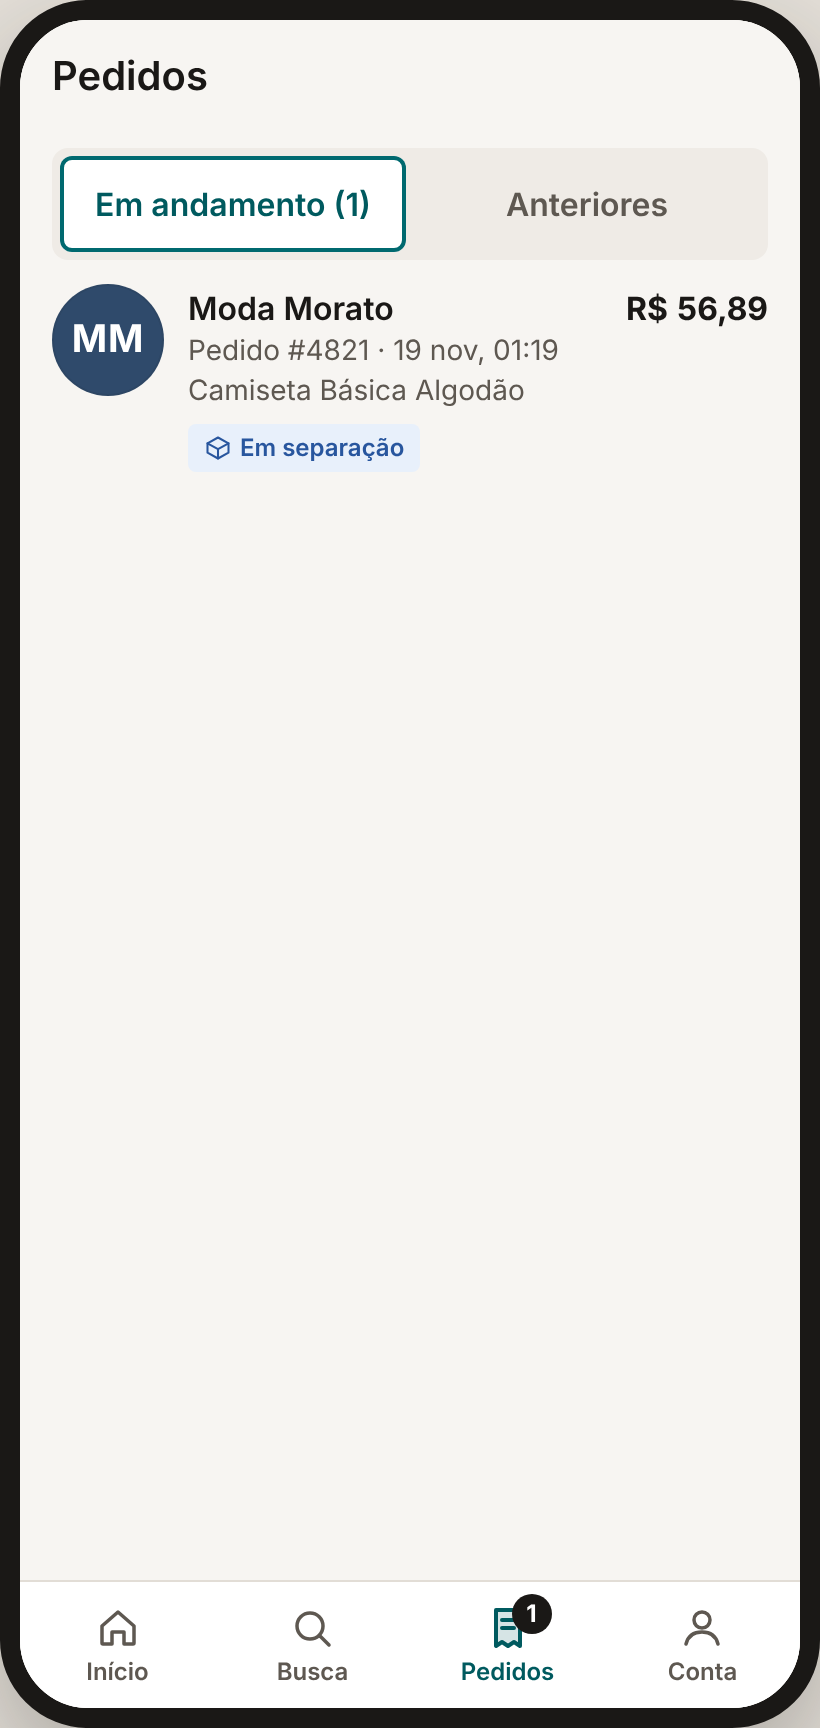 Pedidos
Em andamento (1)
Anteriores
MM
Moda Morato
R$ 56,89
Pedido #4821 · 19 nov, 01:19
Camiseta Básica Algodão
Em separação
1
Início
Busca
Pedidos
Conta